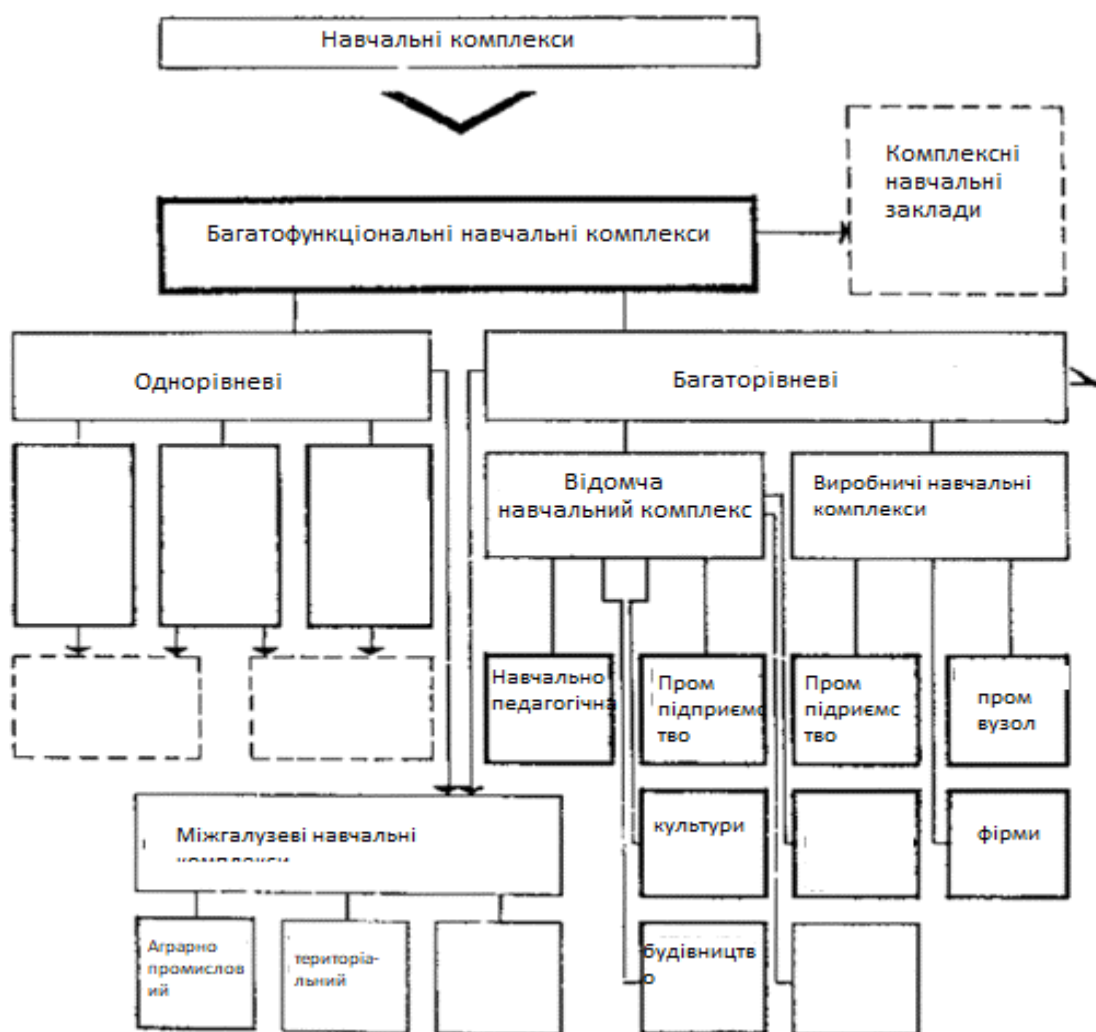 Навчальні комплекси
Комплексні
навчальні
заклади
Багатофункціональні навчальні комплекси
Однорівневі
Багаторівневі
Відомча
навчальний комплекс
Виробничі навчальні
комплекси
Навчально
педагогічна
Пром
підприємс
тво
Пром
підриємс
тво
пром
вузол
Міжгалузеві навчальні
комплекси
культури
фірми
Аграрно
промислов
ий
територіа-
льний
будівництв
о